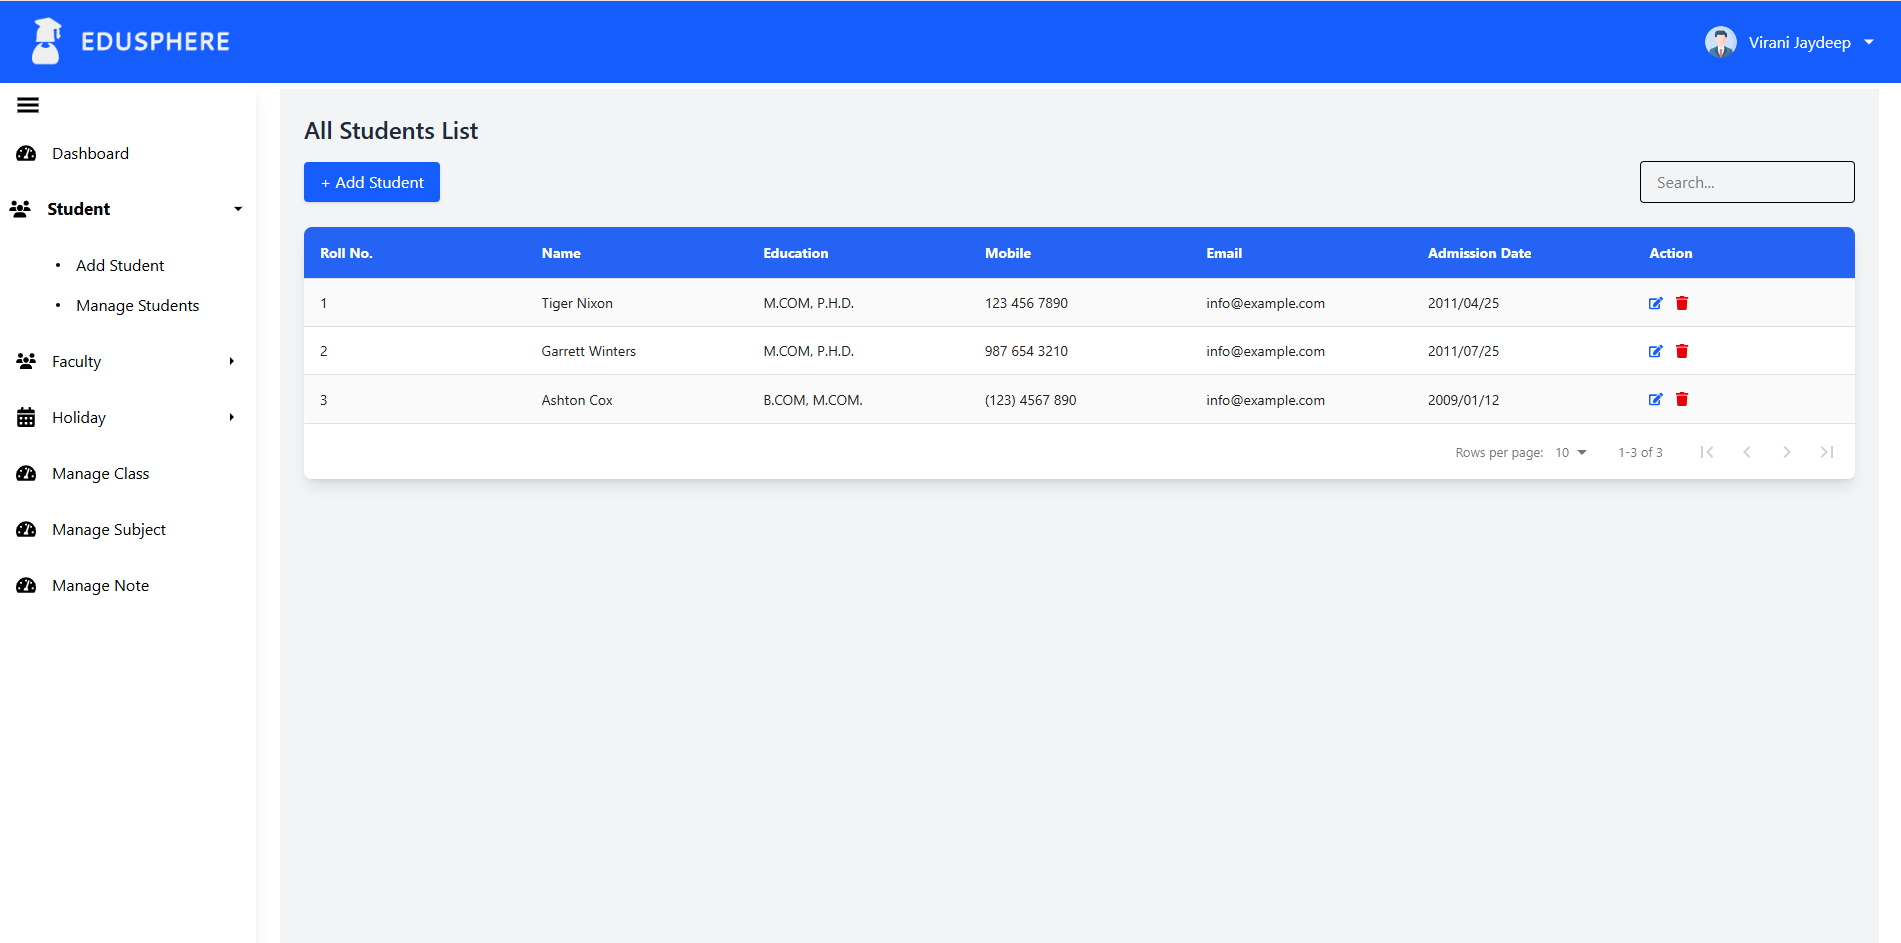 EDUSPHERE
Virani Jaydeep
Dashboard
Student
• Add Student
• Manage Students
Faculty
Holiday
Manage Class
Manage Subject
Manage Note
All Students List
+ Add Student
Search...
Roll No. Name Education Mobile Email Admission Date Action
1 Tiger Nixon M.COM, P.H.D. 123 456 7890 info@example.com 2011/04/25
2 Garrett Winters M.COM, P.H.D. 987 654 3210 info@example.com 2011/07/25
3 Ashton Cox B.COM, M.COM. (123) 4567 890 info@example.com 2009/01/12
Rows per page: 10 1-3 of 3